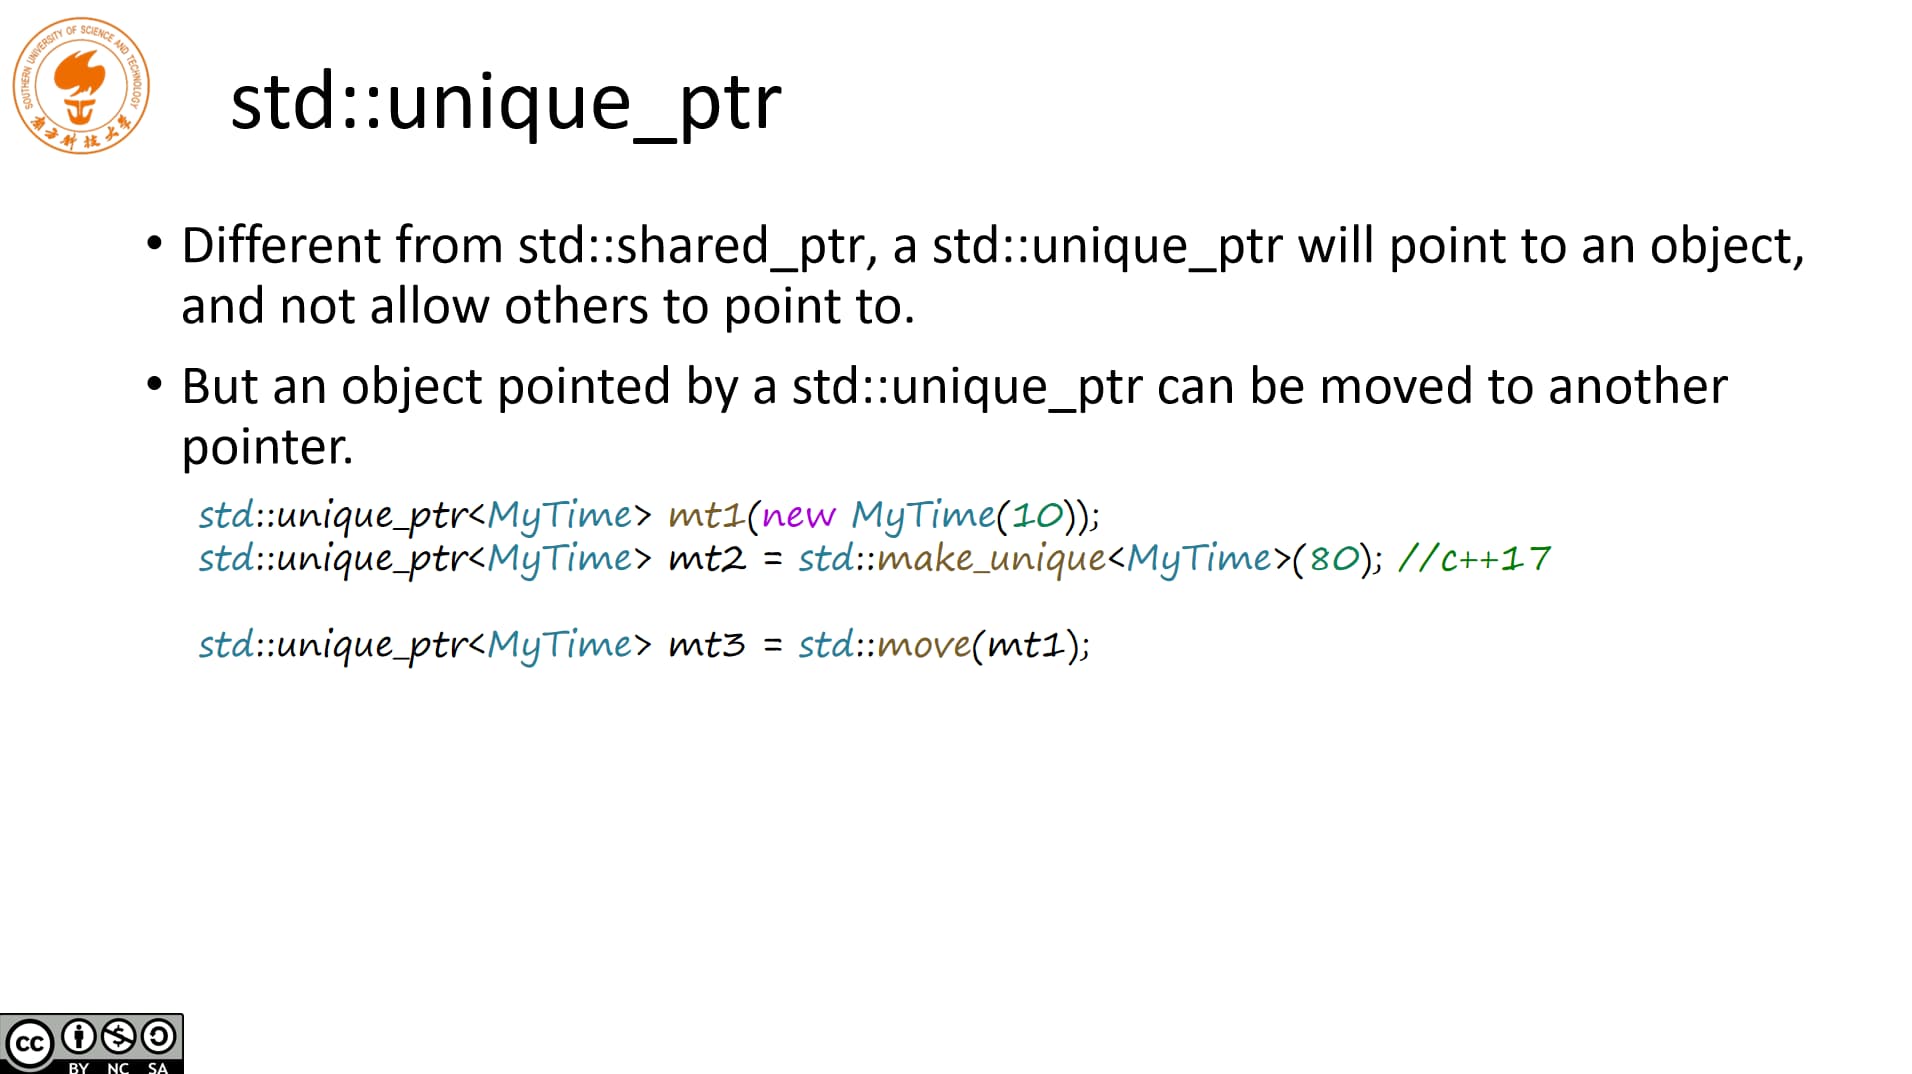 SOUTHERN UNIVERSITY OF SCIENCE AND TECHNOLOGY
南方科技大学
std::unique_ptr
• Different from std::shared_ptr, a std::unique_ptr will point to an object,
and not allow others to point to.
• But an object pointed by a std::unique_ptr can be moved to another
pointer.
std::unique_ptr<MyTime> mt1(new MyTime(10));
std::unique_ptr<MyTime> mt2 = std::make_unique<MyTime>(80); //c++17
std::unique_ptr<MyTime> mt3 = std::move(mt1);
cc
BY NC SA